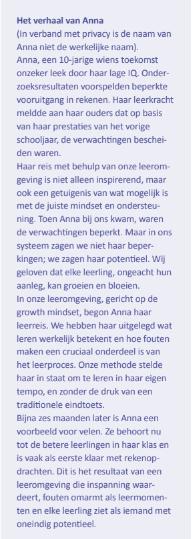 Het verhaal van Anna
(In verband met privacy is de naam van
Anna niet de werkelijke naam).
Anna, een 10-jarige wiens toekomst
onzeker leek door haar lage IQ. Onder-
zoeksresultaten voorspelden beperkte
vooruitgang in rekenen. Haar leerkracht
meldde aan haar ouders dat op basis
van haar prestaties van het vorige
schooljaar, de verwachtingen beschei-
den waren.
Haar reis met behulp van onze leerom-
geving is niet alleen inspirerend, maar
ook een getuigenis van wat mogelijk is
met de juiste mindset en ondersteu-
ning. Toen Anna bij ons kwam, waren
de verwachtingen beperkt. Maar in ons
systeem zagen we niet haar beper-
kingen; we zagen haar potentieel. Wij
geloven dat elke leerling, ongeacht hun
aanleg, kan groeien en bloeien.
In onze leeromgeving, gericht op de
growth mindset, begon Anna haar
leerreis. We hebben haar uitgelegd wat
leren werkelijk betekent en hoe fouten
maken een cruciaal onderdeel is van
het leerproces. Onze methode stelde
haar in staat om te leren in haar eigen
tempo, en zonder de druk van een
traditionele eindtoets.
Bijna zes maanden later is Anna een
voorbeeld voor velen. Ze behoort nu
tot de betere leerlingen in haar klas en
is vaak als eerste klaar met rekenop-
drachten. Dit is het resultaat van een
leeromgeving die inspanning waar-
deert, fouten omarmt als leermomen-
ten en elke leerling ziet als iemand met
oneindig potentieel.